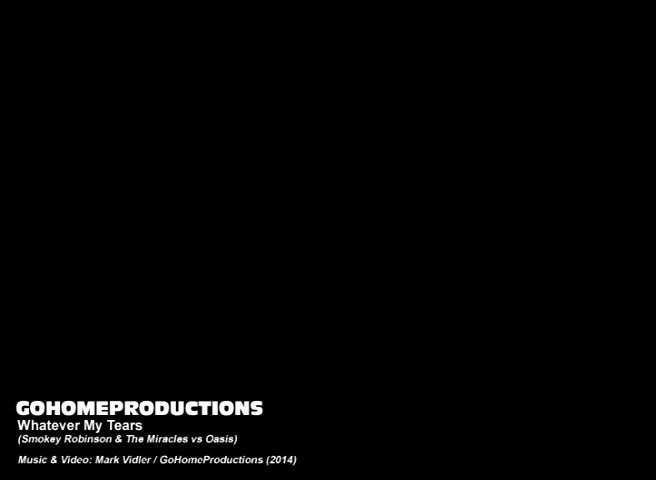 GOHOMEPRODUCTIONS
Whatever My Tears
(Smokey Robinson & The Miracles vs Oasis)
Music & Video: Mark Vidler / GoHomeProductions (2014)